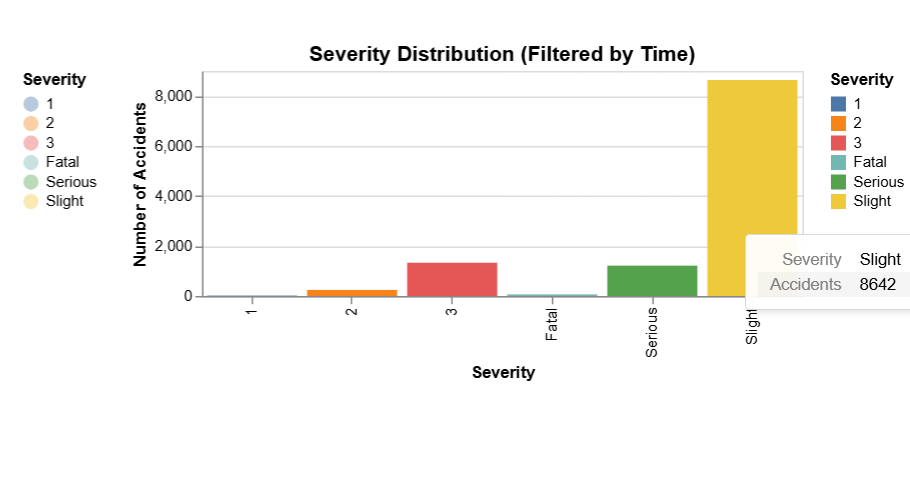 Severity Distribution (Filtered by Time)
Severity
1
2
3
Fatal
Serious
Slight
Number of Accidents
8,000
6,000
4,000
2,000
0
1
2
3
Fatal
Serious
Slight
Severity
Severity
1
2
3
Fatal
Serious
Slight
Severity Slight
Accidents 8642